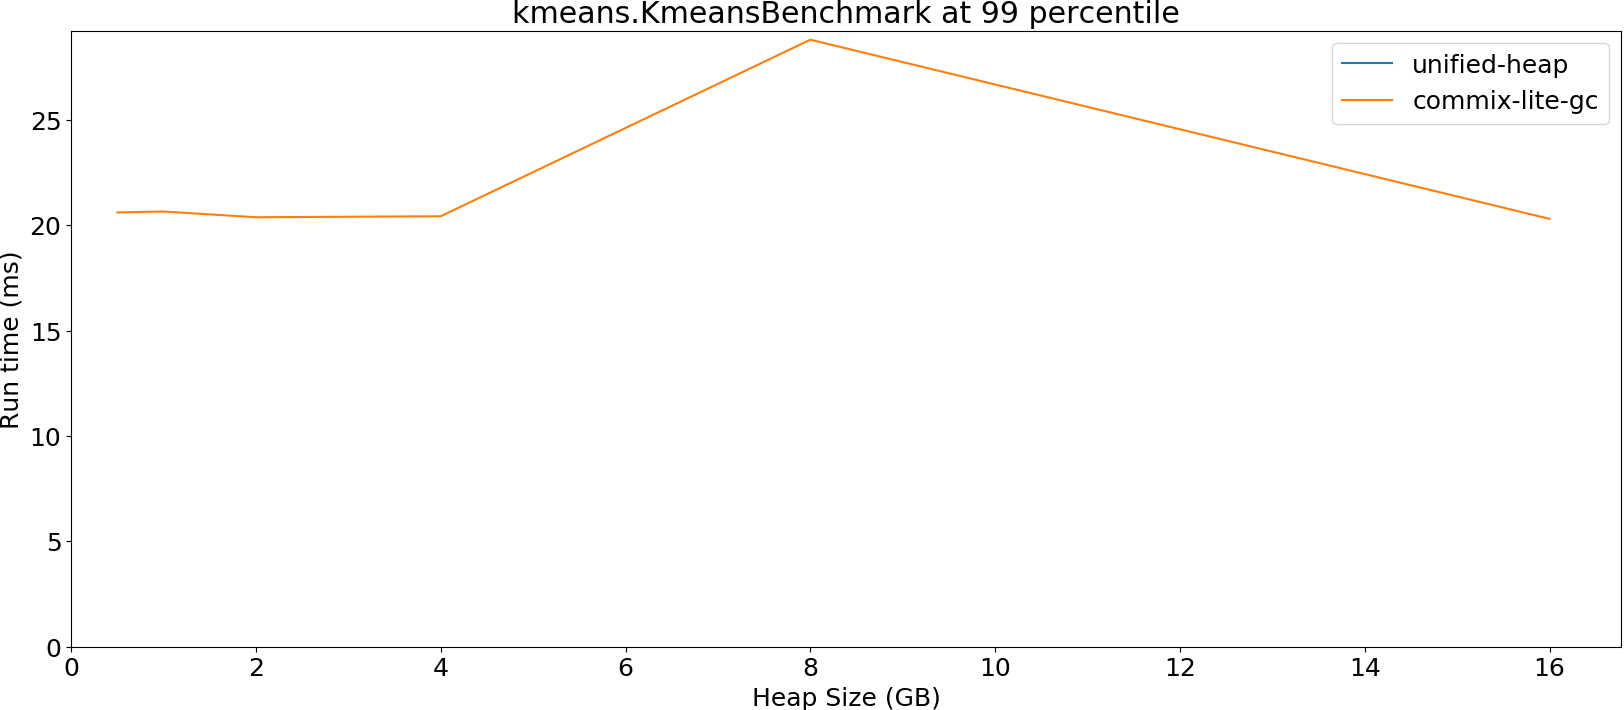 kmeans.KmeansBenchmark at 99 percentile
unified-heap
commix-lite-gc
25
20
15
10
5
0
Run time (ms)
0 2 4 6 8 10 12 14 16
Heap Size (GB)